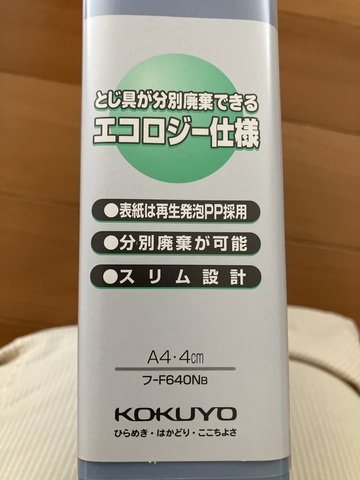 とじ具が分別廃棄できる
エコロジー仕様
●表紙は再生発泡PP採用
●分別廃棄が可能
●スリム設計
A4・4cm
フ-F640NB
KOKUYO
ひらめき・はかどり・ここちよさ